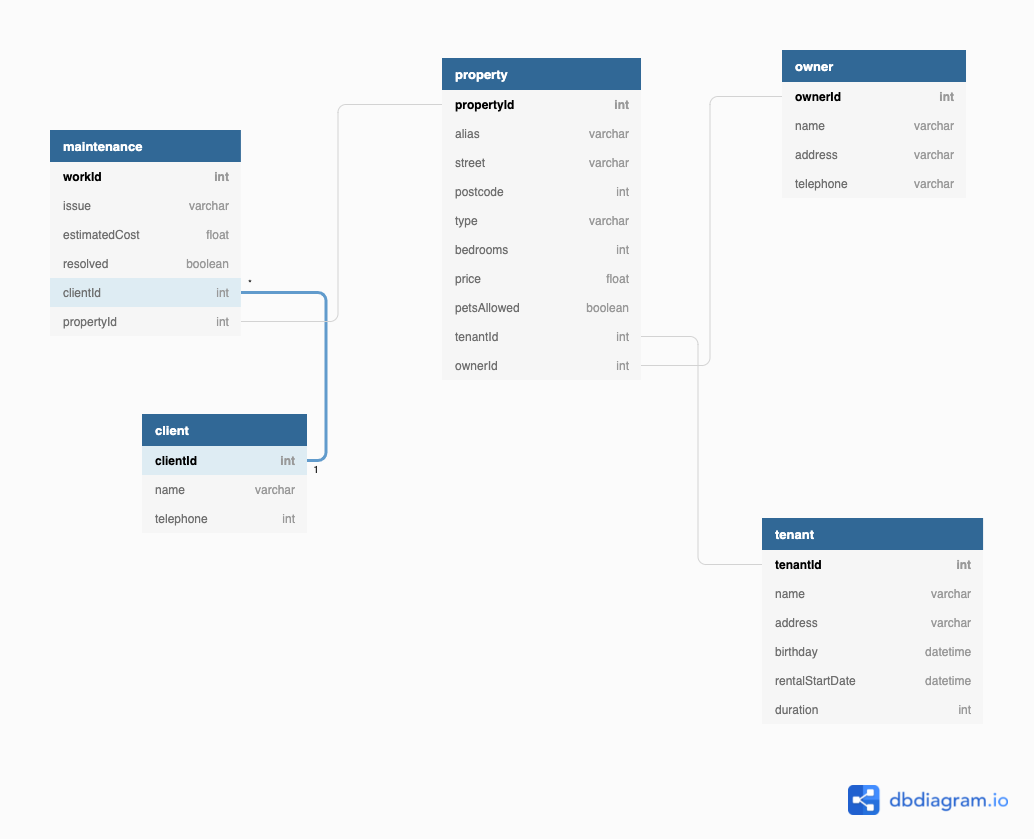 maintenance
workId int
issue varchar
estimatedCost float
resolved boolean
clientId int
propertyId int
*
1
client
clientId int
name varchar
telephone int
property
propertyId int
alias varchar
street varchar
postcode int
type varchar
bedrooms int
price float
petsAllowed boolean
tenantId int
ownerId int
owner
ownerId int
name varchar
address varchar
telephone varchar
tenant
tenantId int
name varchar
address varchar
birthday datetime
rentalStartDate datetime
duration int
dbdiagram.io